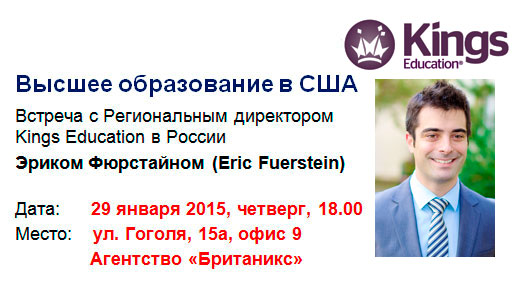 Kings
Education®
Высшее образование в США
Встреча с Региональным директором
Kings Education в России
Эриком Фюрстайном (Eric Fuerstein)
Дата: 29 января 2015, четверг, 18.00
Место: ул. Гоголя, 15а, офис 9
Агентство «Британикс»